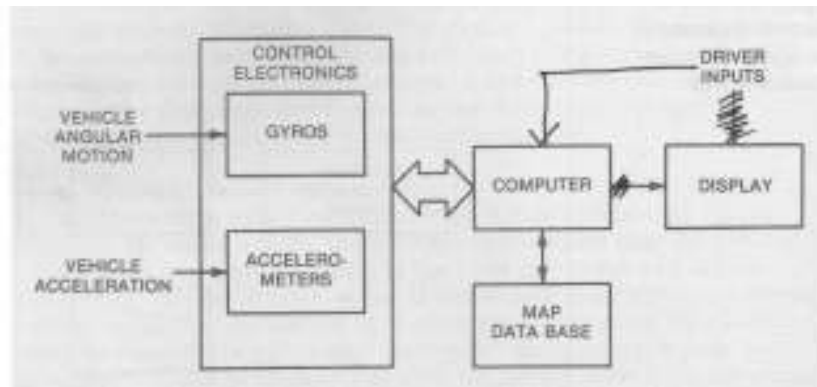 CONTROL
ELECTRONICS
VEHICLE
ANGULAR
MOTION
GYROS
VEHICLE
ACCELERATION
ACCELERO-
METERS
COMPUTER
MAP
DATA BASE
DRIVER
INPUTS
DISPLAY